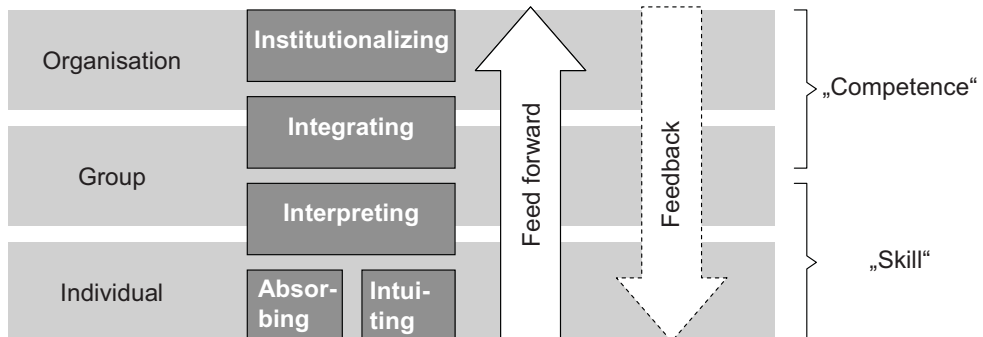 Organisation
Institutionalizing
„Competence“
Integrating
Group
Interpreting
Feed forward
Feedback
„Skill“
Individual
Absor-
bing
Intui-
ting